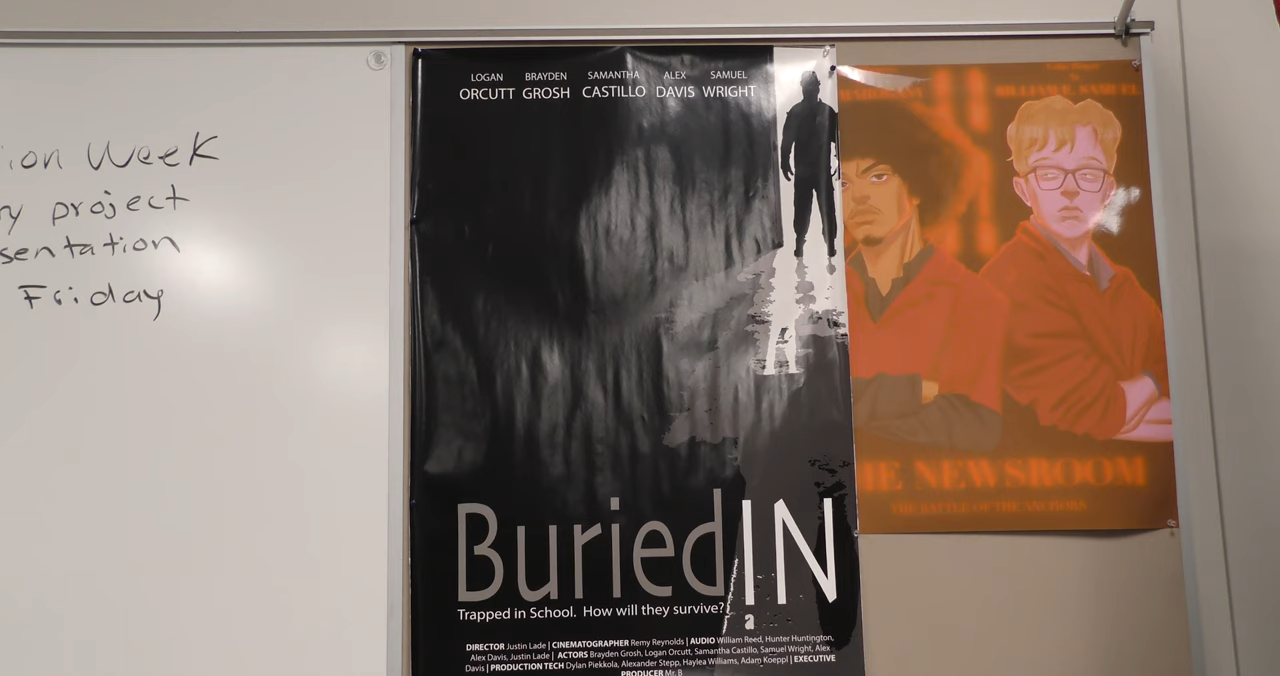 ion Week
ry project
sentation
Friday
LOGAN BRAYDEN SAMANTHA ALEX SAMUEL
ORCUTT GROSH CASTILLO DAVIS WRIGHT
BuriedIN
Trapped in School. How will they survive?
DIRECTOR Justin Lade | CINEMATOGRAPHER Remy Reynolds | AUDIO William Reed, Hunter Huntington,
Alex Davis, Justin Lade | ACTORS Brayden Grosh, Logan Orcutt, Samantha Castillo, Samuel Wright, Alex
Davis | PRODUCTION TECH Dylan Piekkola, Alexander Stepp, Haylea Williams, Adam Koeppl | EXECUTIVE
PRODUCER Mr. B
WILLIAM E. SAMUEL
HE NEWSROOM
THE BATTLE OF THE ANCHORS